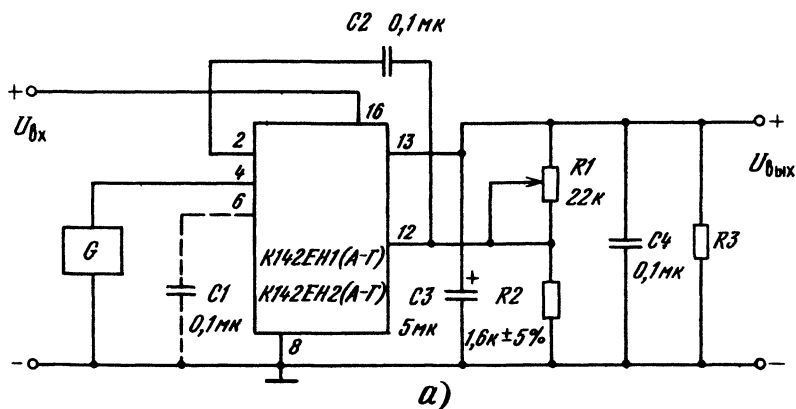 C2 0,1мк
+
Uвх
16
2
13
+
4
R1
22к
Uвых
6
12
G
К142ЕН1(А-Г)
К142ЕН2(А-Г)
C1
0,1мк
+
C3
5мк
R2
1,6к±5%
C4
0,1мк
R3
8
-
-
а)